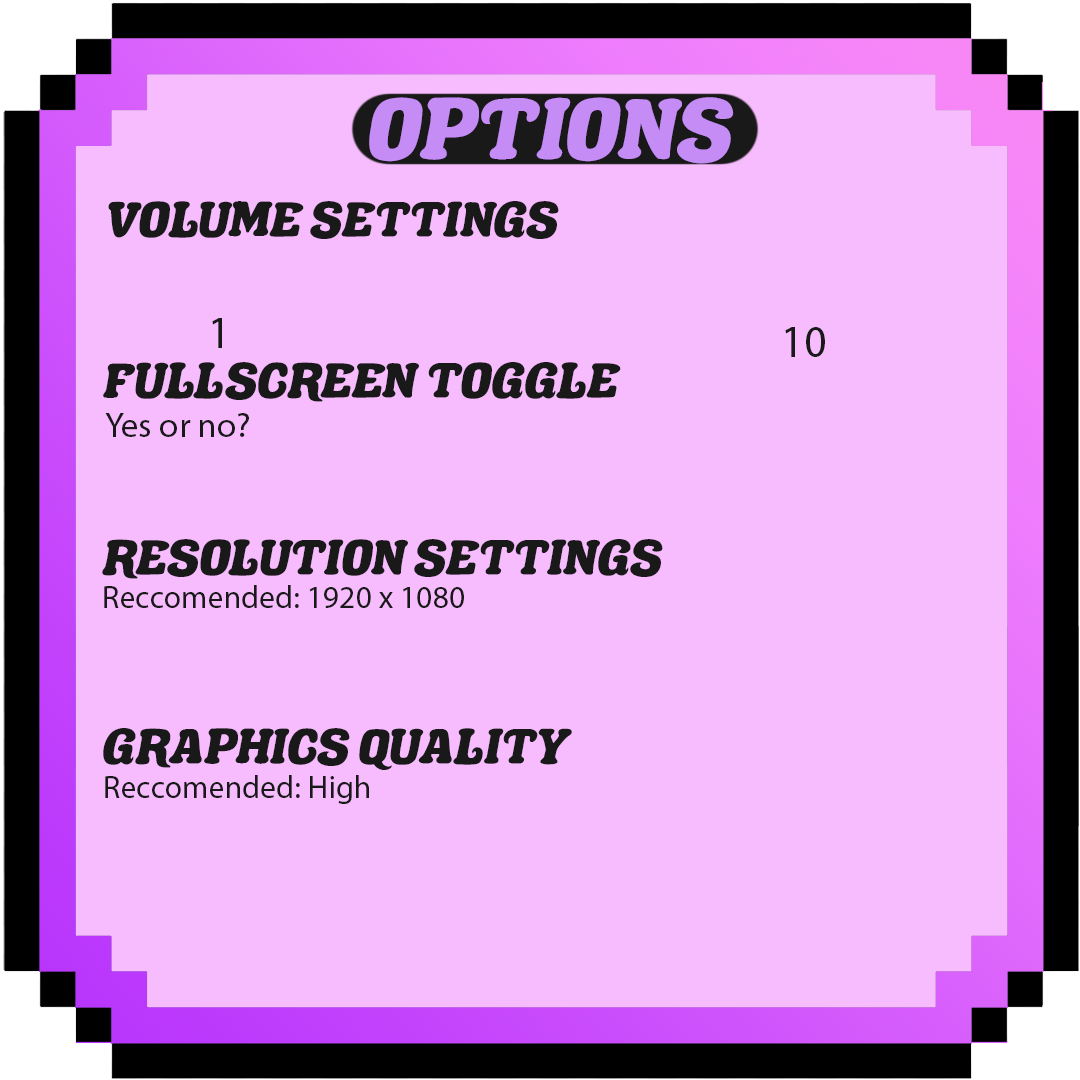 OPTIONS
VOLUME SETTINGS
1
10
FULLSCREEN TOGGLE
Yes or no?
RESOLUTION SETTINGS
Reccomended: 1920 x 1080
GRAPHICS QUALITY
Reccomended: High